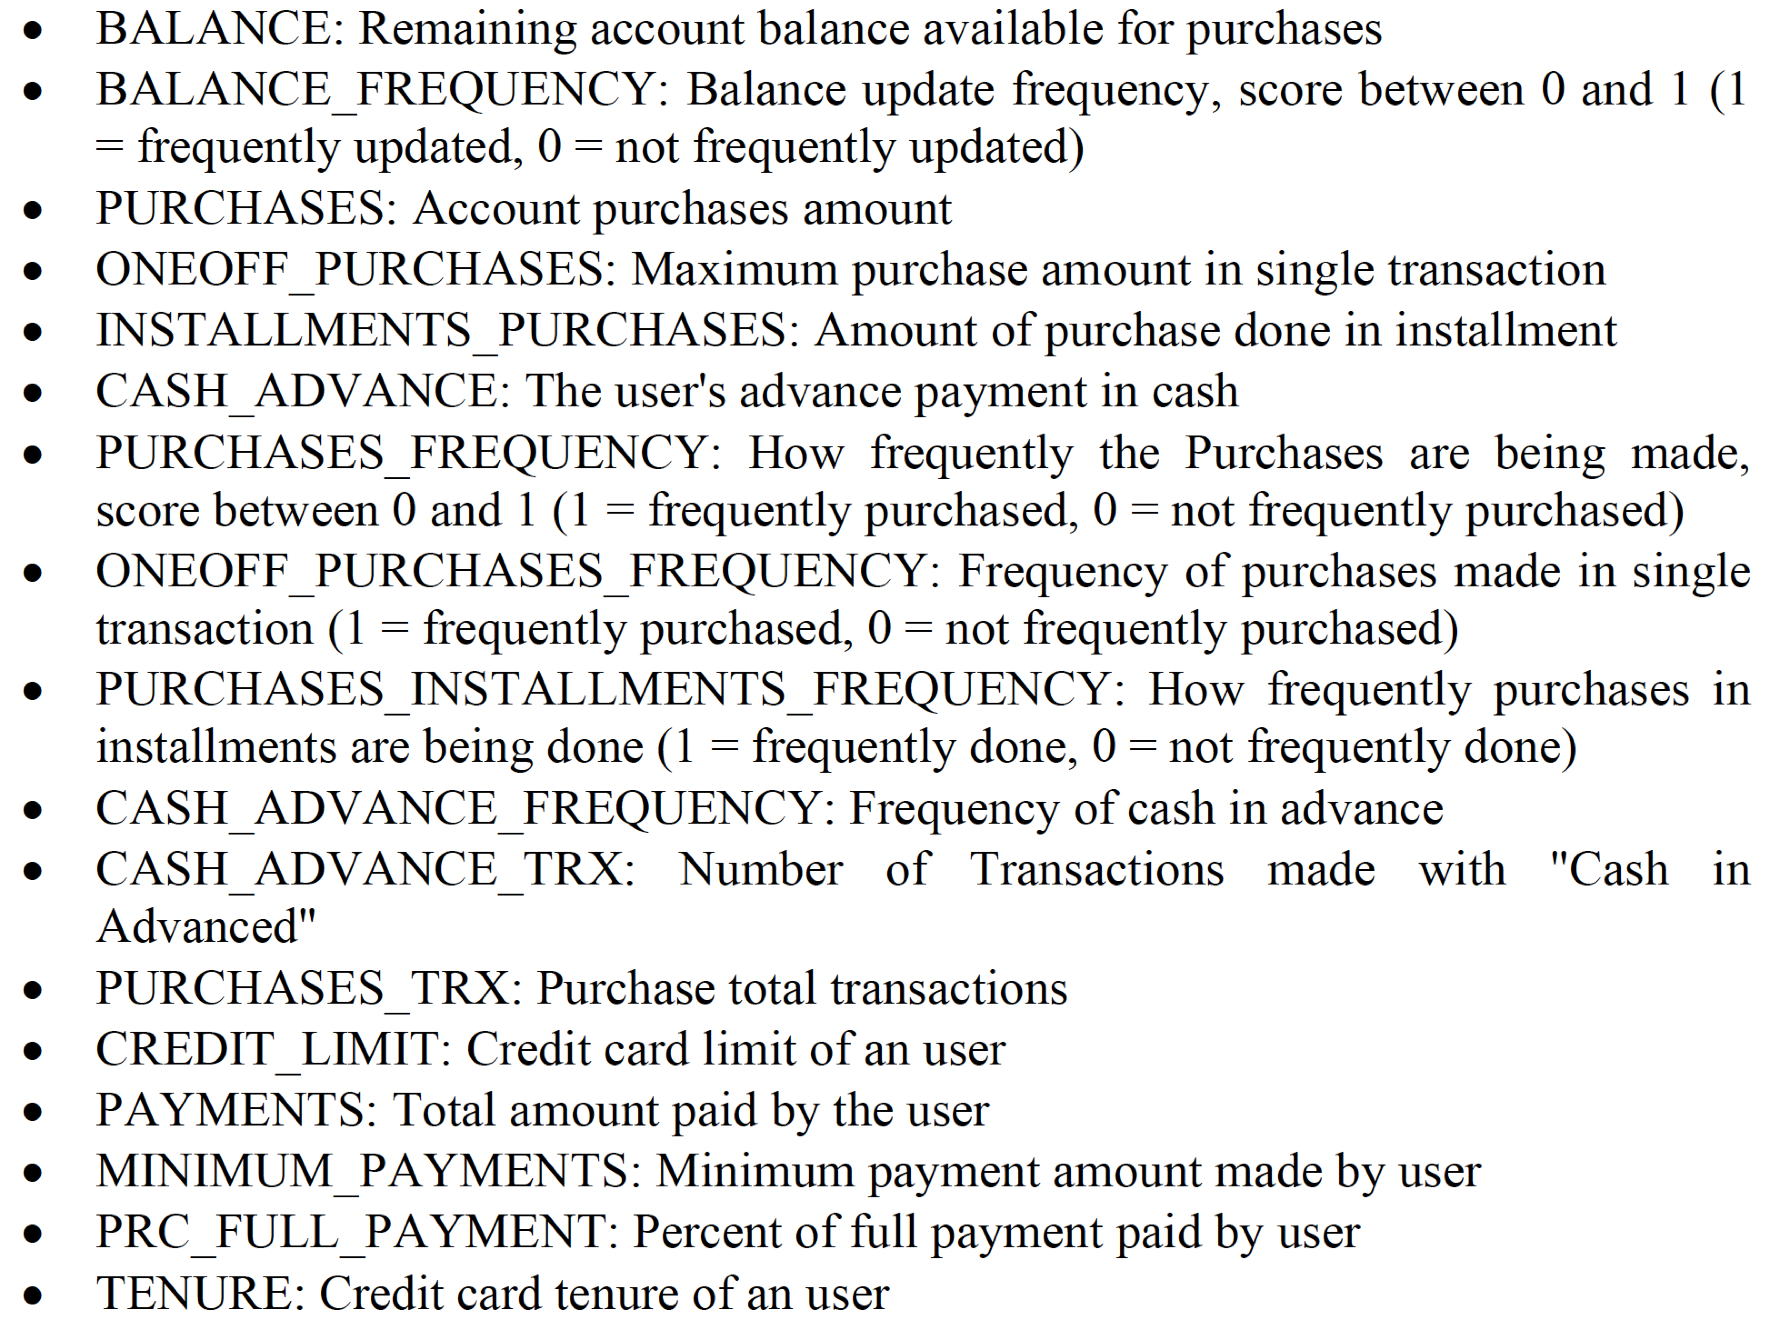 • BALANCE: Remaining account balance available for purchases
• BALANCE_FREQUENCY: Balance update frequency, score between 0 and 1 (1
= frequently updated, 0 = not frequently updated)
• PURCHASES: Account purchases amount
• ONEOFF_PURCHASES: Maximum purchase amount in single transaction
• INSTALLMENTS_PURCHASES: Amount of purchase done in installment
• CASH_ADVANCE: The user's advance payment in cash
• PURCHASES_FREQUENCY: How frequently the Purchases are being made,
score between 0 and 1 (1 = frequently purchased, 0 = not frequently purchased)
• ONEOFF_PURCHASES_FREQUENCY: Frequency of purchases made in single
transaction (1 = frequently purchased, 0 = not frequently purchased)
• PURCHASES_INSTALLMENTS_FREQUENCY: How frequently purchases in
installments are being done (1 = frequently done, 0 = not frequently done)
• CASH_ADVANCE_FREQUENCY: Frequency of cash in advance
• CASH_ADVANCE_TRX: Number of Transactions made with "Cash in
Advanced"
• PURCHASES_TRX: Purchase total transactions
• CREDIT_LIMIT: Credit card limit of an user
• PAYMENTS: Total amount paid by the user
• MINIMUM_PAYMENTS: Minimum payment amount made by user
• PRC_FULL_PAYMENT: Percent of full payment paid by user
• TENURE: Credit card tenure of an user